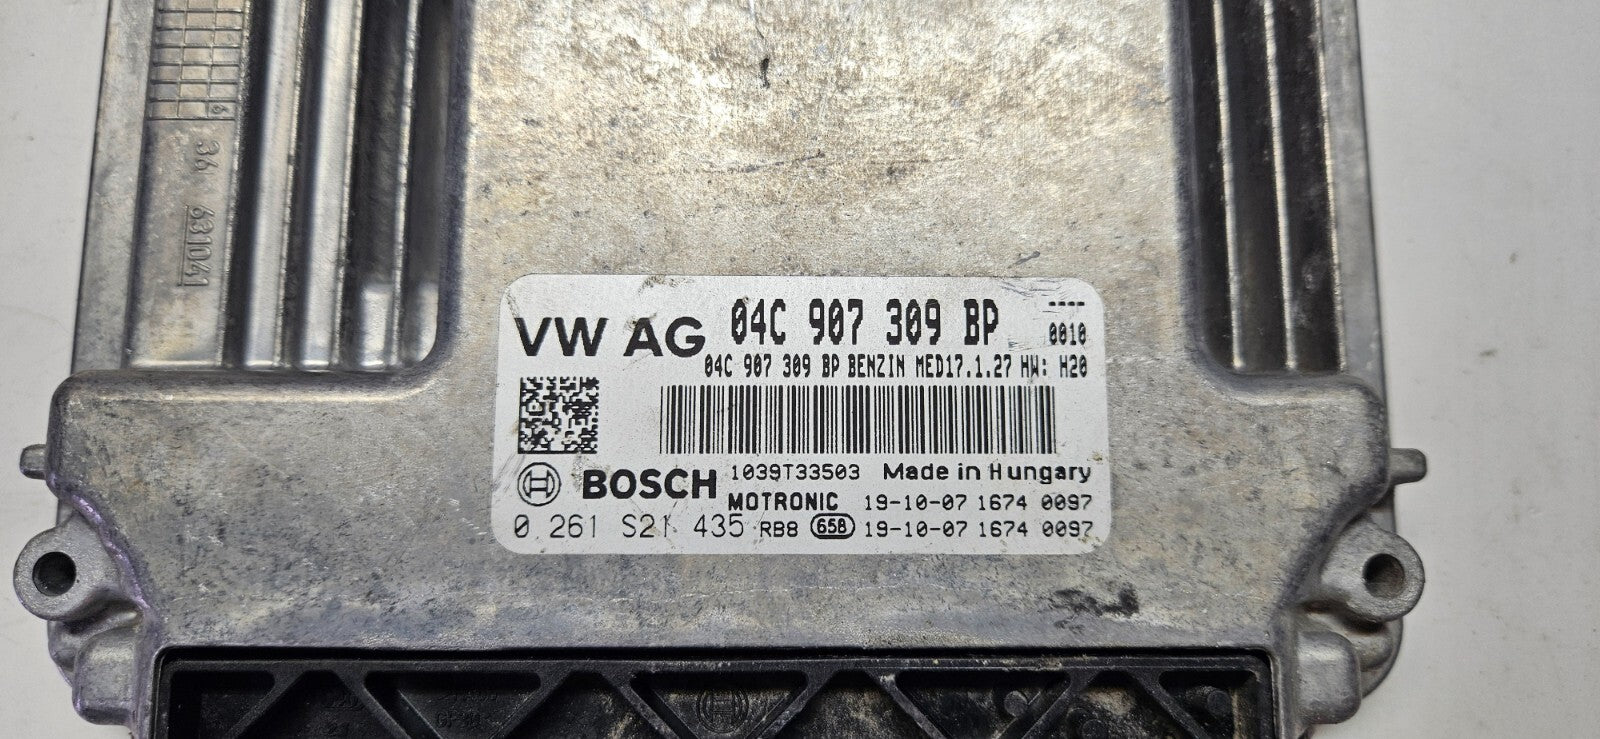 6
36 631041
VW AG 04C 907 309 BP ----
0010
04C 907 309 BP BENZIN MED17.1.27 HW: H20
BOSCH 1039T33503 Made in Hungary
MOTRONIC 19-10-07 1674 0097
0 261 S21 435 RB8 658 19-10-07 1674 0097